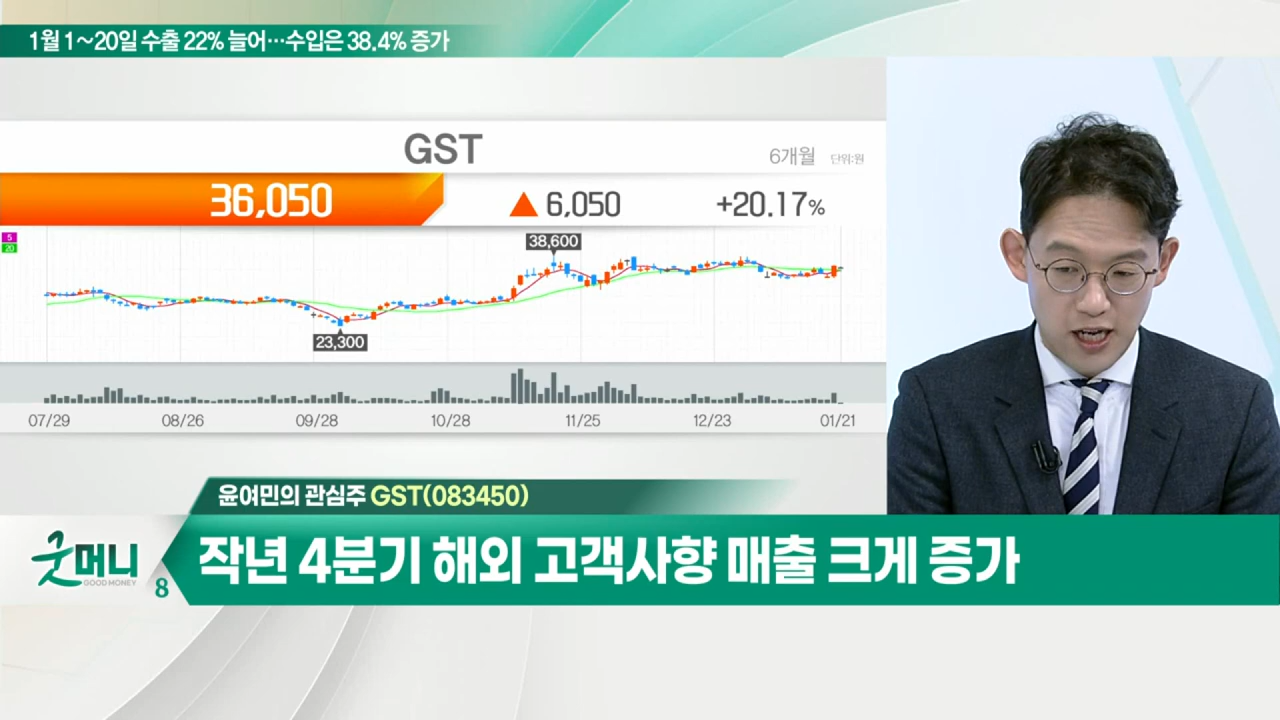 1월 1~20일 수출 22% 늘어…수입은 38.4% 증가
GST
6개월 단위:원
36,050 ▲ 6,050 +20.17%
5
20
38,600
23,300
07/29 08/26 09/28 10/28 11/25 12/23 01/21
윤여민의 관심주 GST(083450)
굿머니
GOOD MONEY
8
작년 4분기 해외 고객사향 매출 크게 증가